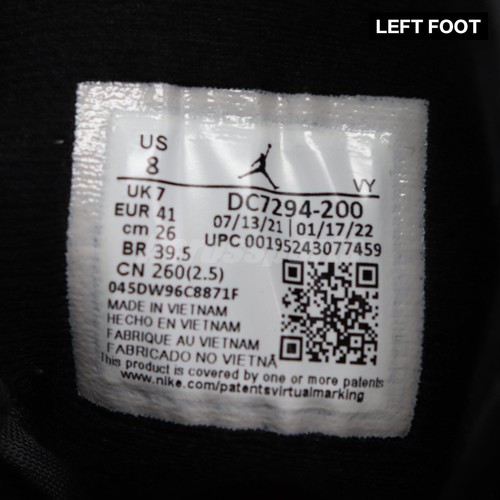 LEFT FOOT
US
8
VY
UK 7
DC7294-200
EUR 41
07/13/21 | 01/17/22
cm 26
UPC 00195243077459
BR 39.5
CN 260(2.5)
045DW96C8871F
MADE IN VIETNAM
HECHO EN VIETNAM
FABRIQUE AU VIETNAM
FABRICADO NO VIETNÃ
This product is covered by one or more patents
www.nike.com/patentsvirtualmarking